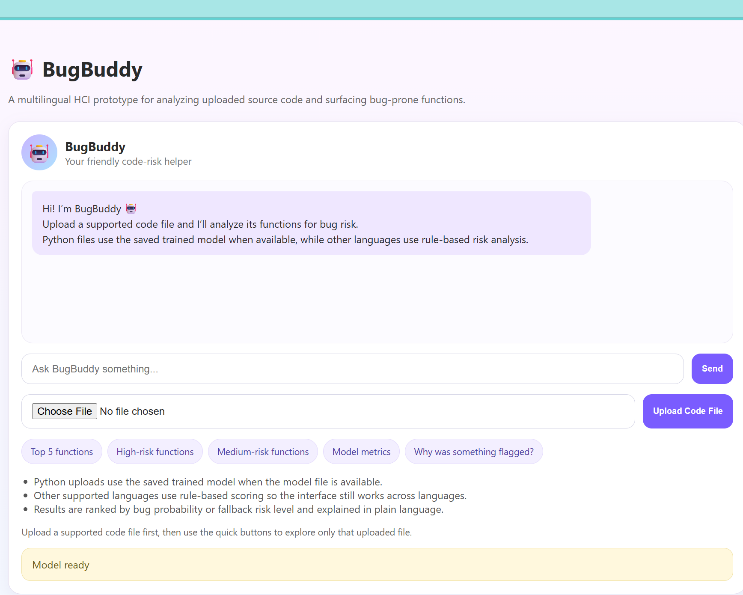 BugBuddy
A multilingual HCI prototype for analyzing uploaded source code and surfacing bug-prone functions.
BugBuddy
Your friendly code-risk helper
Hi! I'm BugBuddy
Upload a supported code file and I'll analyze its functions for bug risk.
Python files use the saved trained model when available, while other languages use rule-based risk analysis.
Ask BugBuddy something...
Send
Choose File No file chosen
Upload Code File
Top 5 functions
High-risk functions
Medium-risk functions
Model metrics
Why was something flagged?
Python uploads use the saved trained model when the model file is available.
Other supported languages use rule-based scoring so the interface still works across languages.
Results are ranked by bug probability or fallback risk level and explained in plain language.
Upload a supported code file first, then use the quick buttons to explore only that uploaded file.
Model ready